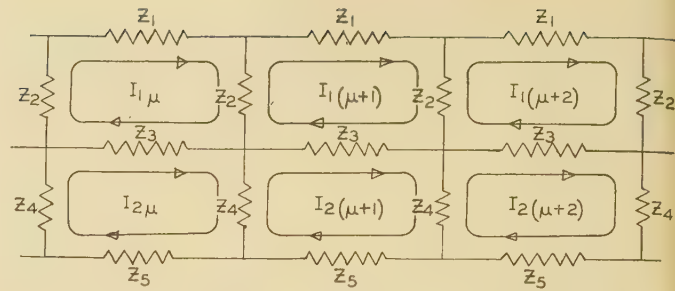 Z1 Z1 Z1
Z2 I1μ Z2 I1(μ+1) Z2 I1(μ+2) Z2
Z3 Z3 Z3
Z4 I2μ Z4 I2(μ+1) Z4 I2(μ+2) Z4
Z5 Z5 Z5